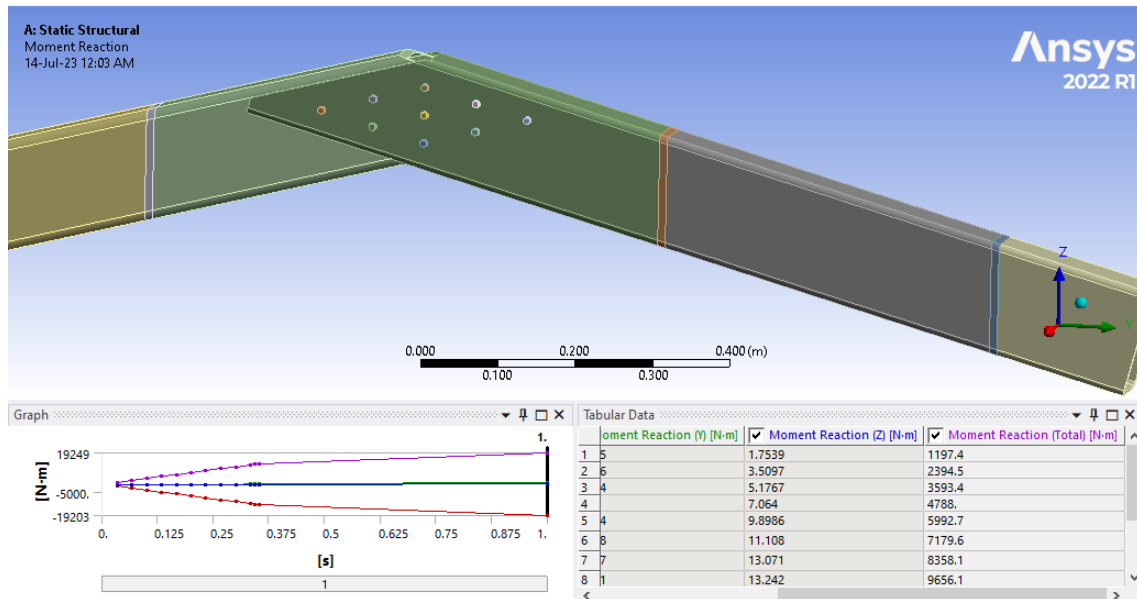 A: Static Structural
Moment Reaction
14-Jul-23 12:03 AM
Ansys
2022 R1
Z
Y
0.000 0.200 0.400 (m)
0.100 0.300
Graph
1.
19249
-5000.
-19203
[N·m]
0. 0.125 0.25 0.375 0.5 0.625 0.75 0.875 1.
[s]
1
Tabular Data
oment Reaction (Y) [N·m] Moment Reaction (Z) [N·m] Moment Reaction (Total) [N·m]
1 5 1.7539 1197.4
2 6 3.5097 2394.5
3 4 5.1767 3593.4
4 7.064 4788.
5 4 9.8986 5992.7
6 8 11.108 7179.6
7 7 13.071 8358.1
8 1 13.242 9656.1